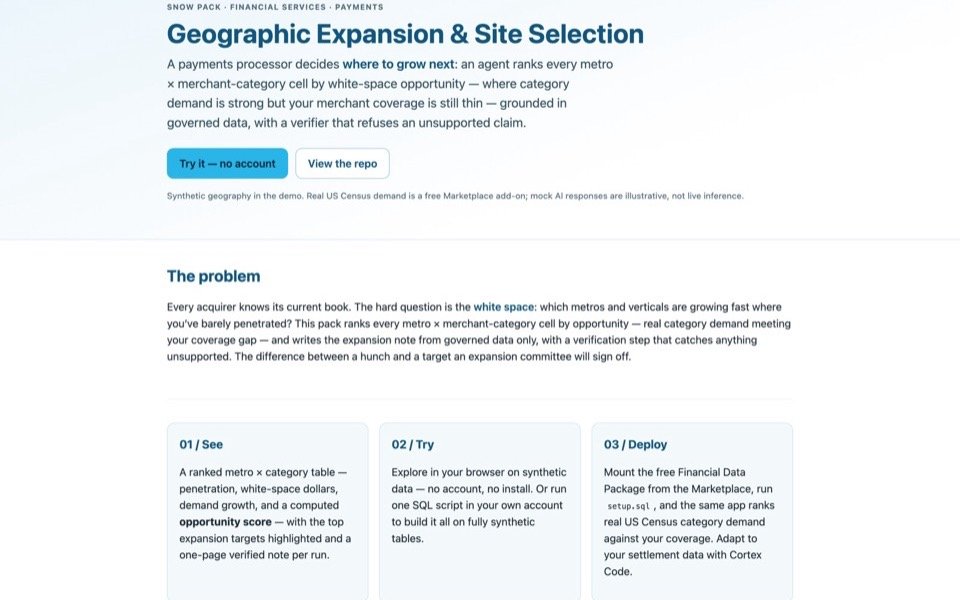 SNOW PACK · FINANCIAL SERVICES · PAYMENTS
Geographic Expansion & Site Selection
A payments processor decides where to grow next: an agent ranks every metro
× merchant-category cell by white-space opportunity — where category
demand is strong but your merchant coverage is still thin — grounded in
governed data, with a verifier that refuses an unsupported claim.
Try it — no account
View the repo
Synthetic geography in the demo. Real US Census demand is a free Marketplace add-on; mock AI responses are illustrative, not live inference.
The problem
Every acquirer knows its current book. The hard question is the white space: which metros and verticals are growing fast where
you've barely penetrated? This pack ranks every metro × merchant-category cell by opportunity — real category demand meeting
your coverage gap — and writes the expansion note from governed data only, with a verification step that catches anything
unsupported. The difference between a hunch and a target an expansion committee will sign off.
01 / See
A ranked metro × category table —
penetration, white-space dollars,
demand growth, and a computed
opportunity score — with the top
expansion targets highlighted and a
one-page verified note per run.
02 / Try
Explore in your browser on synthetic
data — no account, no install. Or run
one SQL script in your own account
to build it all on fully synthetic
tables.
03 / Deploy
Mount the free Financial Data
Package from the Marketplace, run
setup.sql , and the same app ranks
real US Census category demand
against your coverage. Adapt to
your settlement data with Cortex
Code.